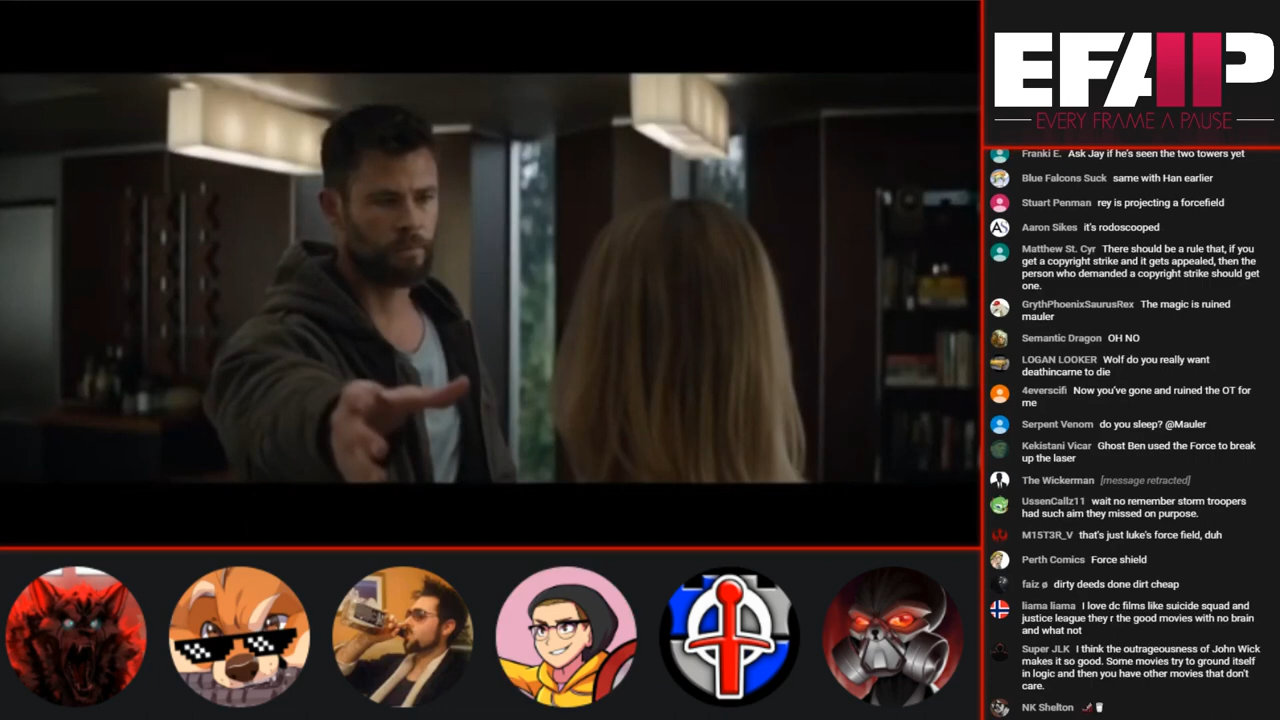 EFAP
EVERY FRAME A PAUSE
Franki E. Ask Jay if he's seen the two towers yet
Blue Falcons Suck same with Han earlier
Stuart Penman rey is projecting a forcefield
Aaron Sikes it's rodoscooped
Matthew St. Cyr There should be a rule that, if you
get a copyright strike and it gets appealed, then the
person who demanded a copyright strike should get
one.
GrythPhoenixSaurusRex The magic is ruined
mauler
Semantic Dragon OH NO
LOGAN LOOKER Wolf do you really want
deathincarne to die
4everscifi Now you've gone and ruined the OT for
me
Serpent Venom do you sleep? @Mauler
Kekistani Vicar Ghost Ben used the Force to break
up the laser
The Wickerman [message retracted]
UssenCallz11 wait no remember storm troopers
had such aim they missed on purpose.
M15T3R_V that's just luke's force field, duh
Perth Comics Force shield
faiz ø dirty deeds done dirt cheap
liama liama I love dc films like suicide squad and
justice league they r the good movies with no brain
and what not
Super JLK I think the outrageousness of John Wick
makes it so good. Some movies try to ground itself
in logic and then you have other movies that don't
care.
NK Shelton